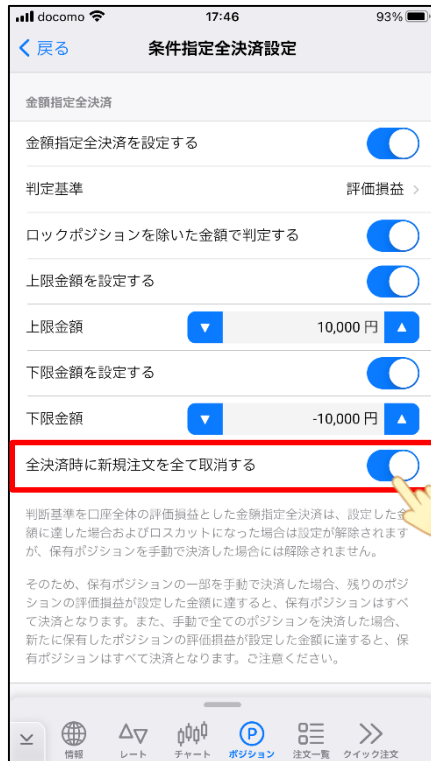 docomo 17:46 93%
戻る 条件指定全決済設定
金額指定全決済
金額指定全決済を設定する
判定基準 評価損益
ロックポジションを除いた金額で判定する
上限金額を設定する
上限金額 ▼ 10,000 円 ▲
下限金額を設定する
下限金額 ▼ -10,000 円 ▲
全決済時に新規注文を全て取消する
判断基準を口座全体の評価損益とした金額指定全決済は、設定した金
額に達した場合およびロスカットになった場合は設定が解除されます
が、保有ポジションを手動で決済した場合には解除されません。
そのため、保有ポジションの一部を手動で決済した場合、残りのポジ
ションの評価損益が設定した金額に達すると、保有ポジションはすべ
て決済となります。また、手動で全てのポジションを決済した場合、
新たに保有したポジションの評価損益が設定した金額に達すると、保
有ポジションはすべて決済となります。ご注意ください。
情報 レート チャート ポジション 注文一覧 クイック注文